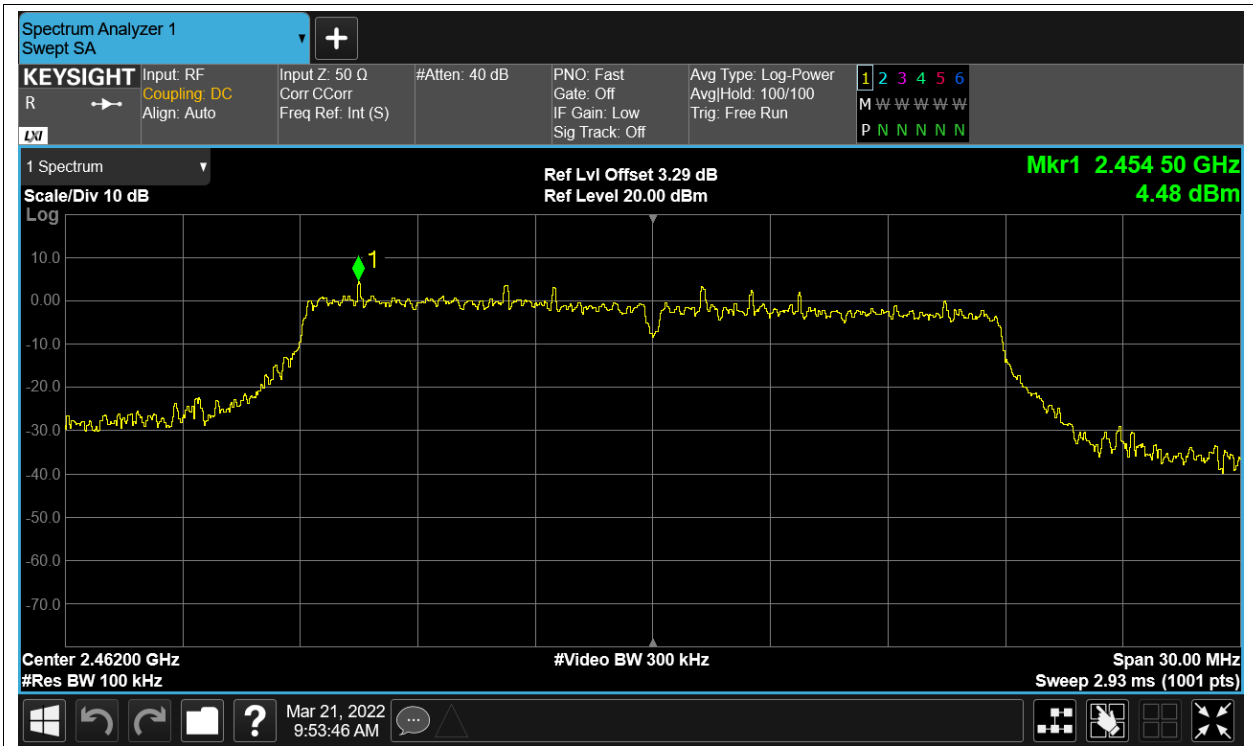 Spectrum Analyzer 1
Swept SA
+
KEYSIGHT
R
LXI
Input: RF
Coupling: DC
Align: Auto
Input Z: 50 Ω
Corr CCorr
Freq Ref: Int (S)
#Atten: 40 dB
PNO: Fast
Gate: Off
IF Gain: Low
Sig Track: Off
Avg Type: Log-Power
Avg|Hold: 100/100
Trig: Free Run
1 2 3 4 5 6
M W W W W W
P N N N N N
1 Spectrum
Scale/Div 10 dB
Ref Lvl Offset 3.29 dB
Ref Level 20.00 dBm
Mkr1 2.454 50 GHz
4.48 dBm
Log
1
10.0
0.00
-10.0
-20.0
-30.0
-40.0
-50.0
-60.0
-70.0
Center 2.46200 GHz
#Res BW 100 kHz
#Video BW 300 kHz
Span 30.00 MHz
Sweep 2.93 ms (1001 pts)
?
Mar 21, 2022
9:53:46 AM